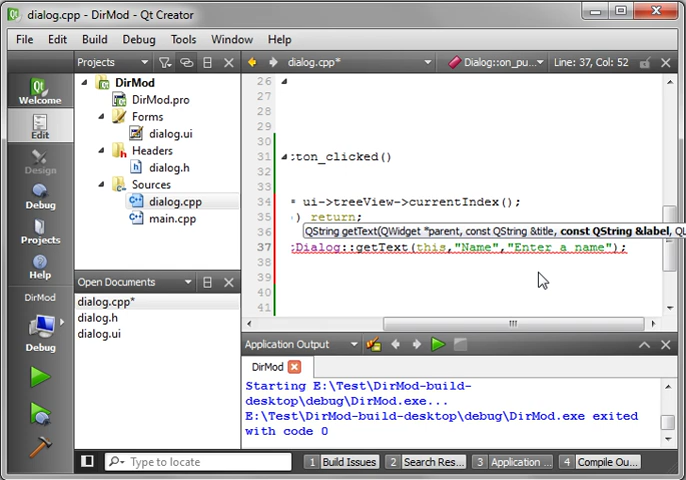 dialog.cpp - DirMod - Qt Creator
File Edit Build Debug Tools Window Help
Projects
dialog.cpp*
Dialog::on_pu...
Line: 37, Col: 52
Welcome
Edit
Design
Debug
Projects
Help
DirMod
Debug
DirMod
DirMod.pro
Forms
dialog.ui
Headers
dialog.h
Sources
dialog.cpp
main.cpp
Open Documents
dialog.cpp*
dialog.h
dialog.ui
26
27
28
29
30
31 :ton_clicked()
34 = ui->treeView->currentIndex();
35 ) return;
36
QString getText(QWidget *parent, const QString &title, const QString &label, QL
37 :Dialog::getText(this,"Name","Enter a name");
38
39
40
41
Application Output
DirMod
Starting E:\Test\DirMod-build-
desktop\debug\DirMod.exe...
E:\Test\DirMod-build-desktop\debug\DirMod.exe exited
with code 0
Type to locate
1 Build Issues
2 Search Res...
3 Application ...
4 Compile Ou...